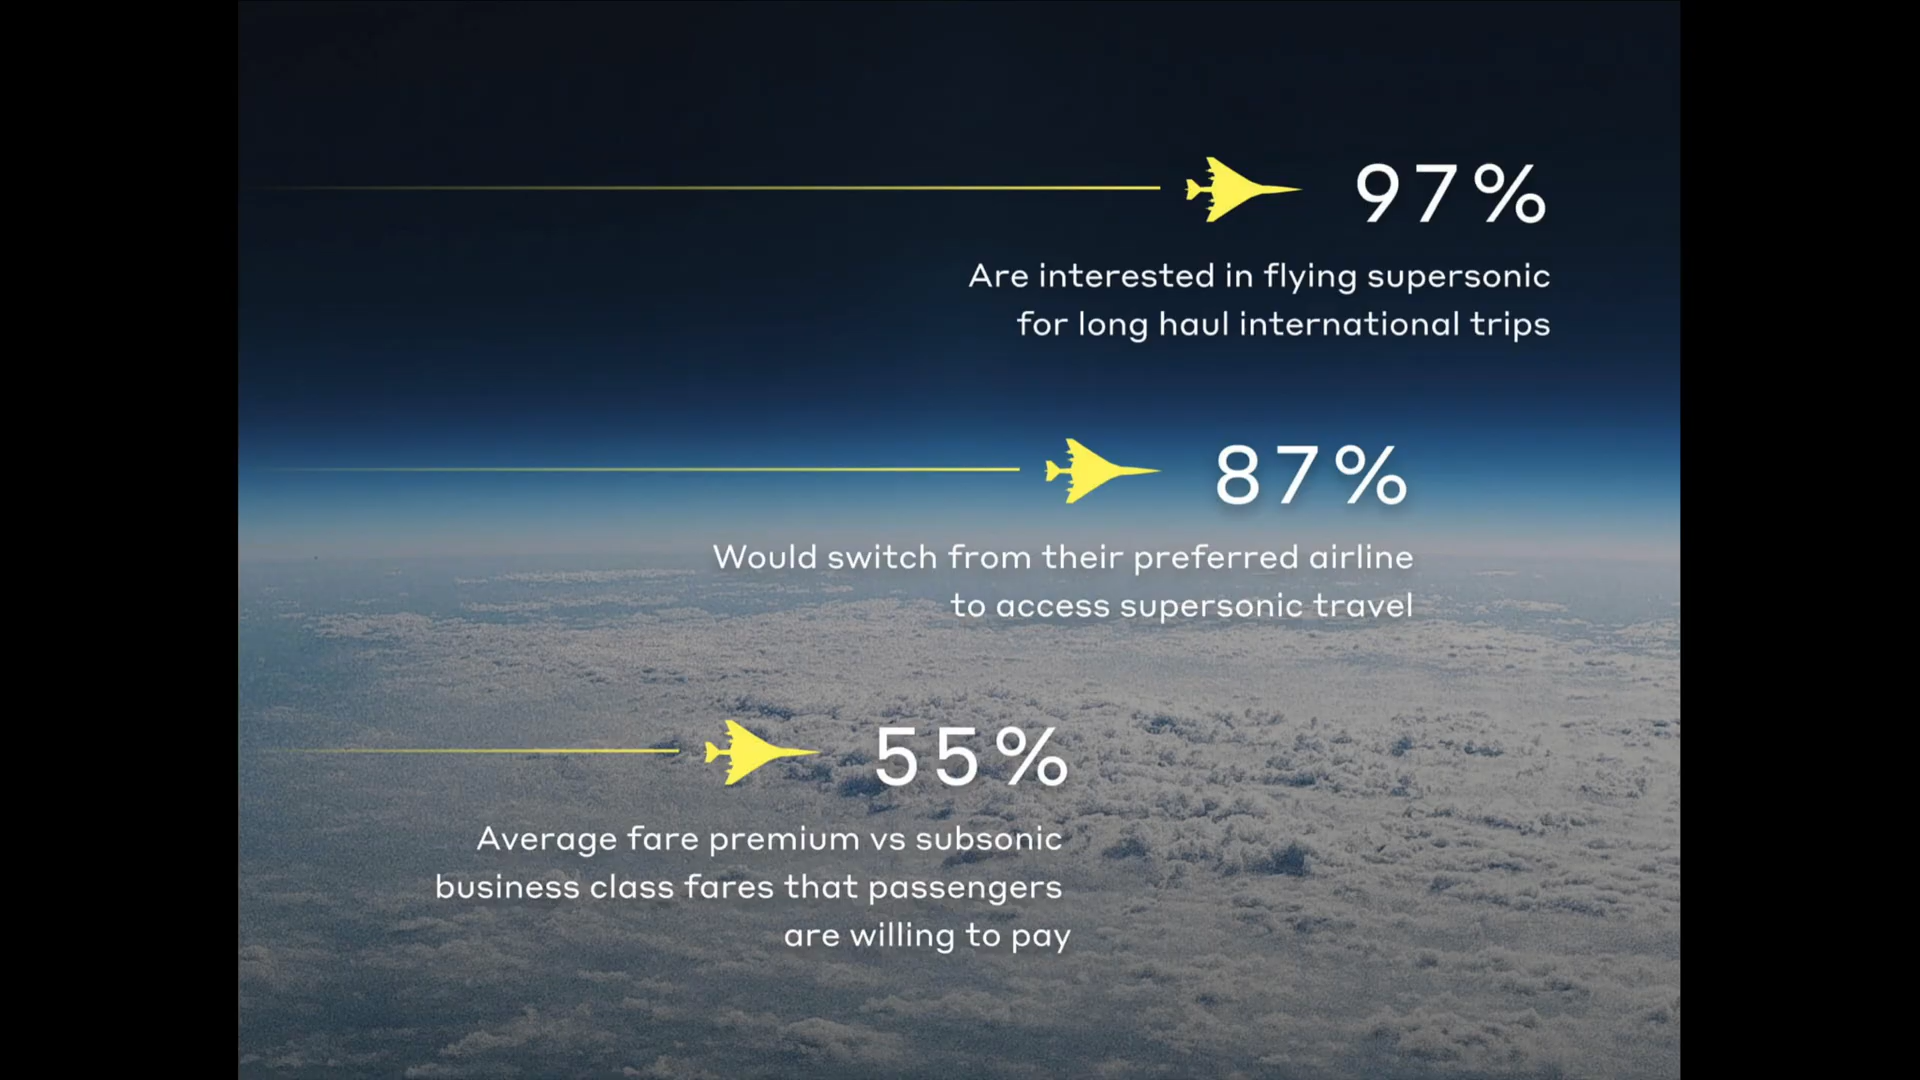 97%
Are interested in flying supersonic
for long haul international trips
87%
Would switch from their preferred airline
to access supersonic travel
55%
Average fare premium vs subsonic
business class fares that passengers
are willing to pay